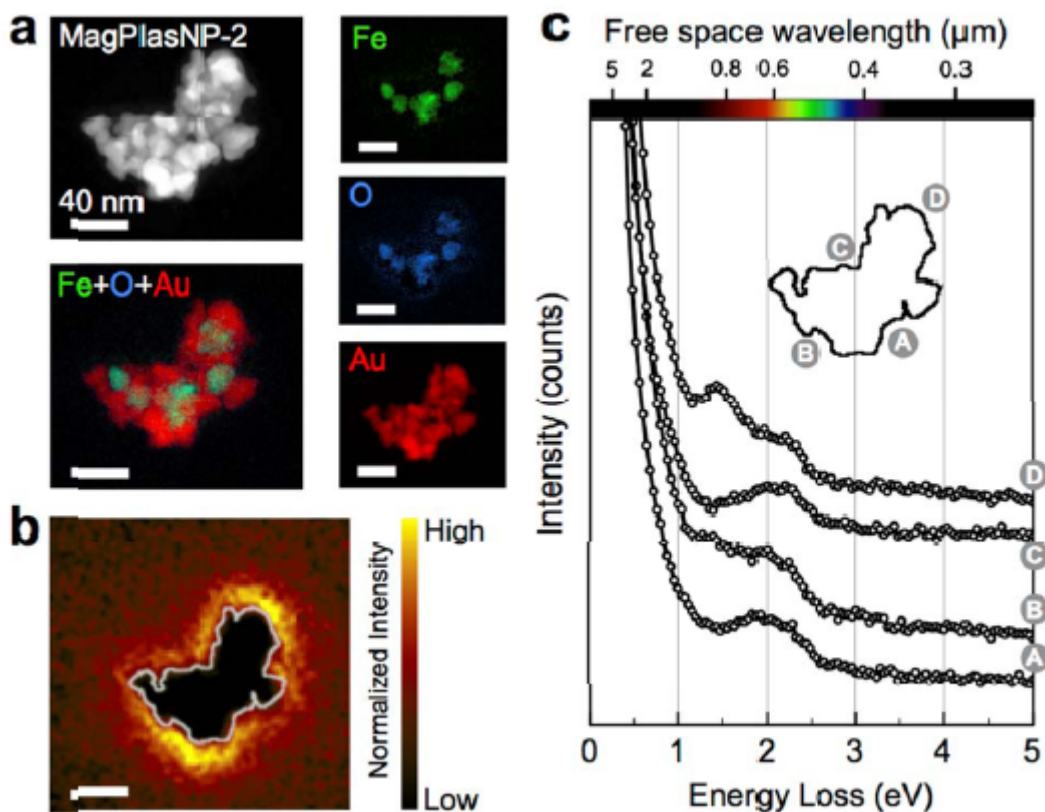 a
MagPlasNP-2
40 nm
Fe
O
Fe+O+Au
Au
b
High
Normalized Intensity
Low
c
Free space wavelength (µm)
5 2 0.8 0.6 0.4 0.3
D
C
B
A
D
C
B
A
Intensity (counts)
0 1 2 3 4 5
Energy Loss (eV)